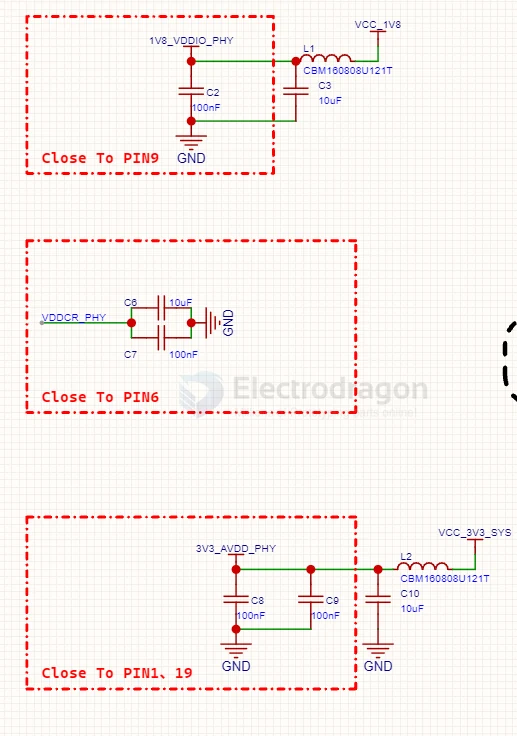 VCC_1V8
1V8_VDDIO_PHY
L1
CBM160808U121T
C2
100nF
C3
10uF
GND
Close To PIN9
C6
10uF
VDDCR_PHY
GND
C7
100nF
Electrodragon
Close To PIN6
VCC_3V3_SYS
3V3_AVDD_PHY
L2
CBM160808U121T
C8
100nF
C9
100nF
C10
10uF
GND
GND
Close To PIN1、19